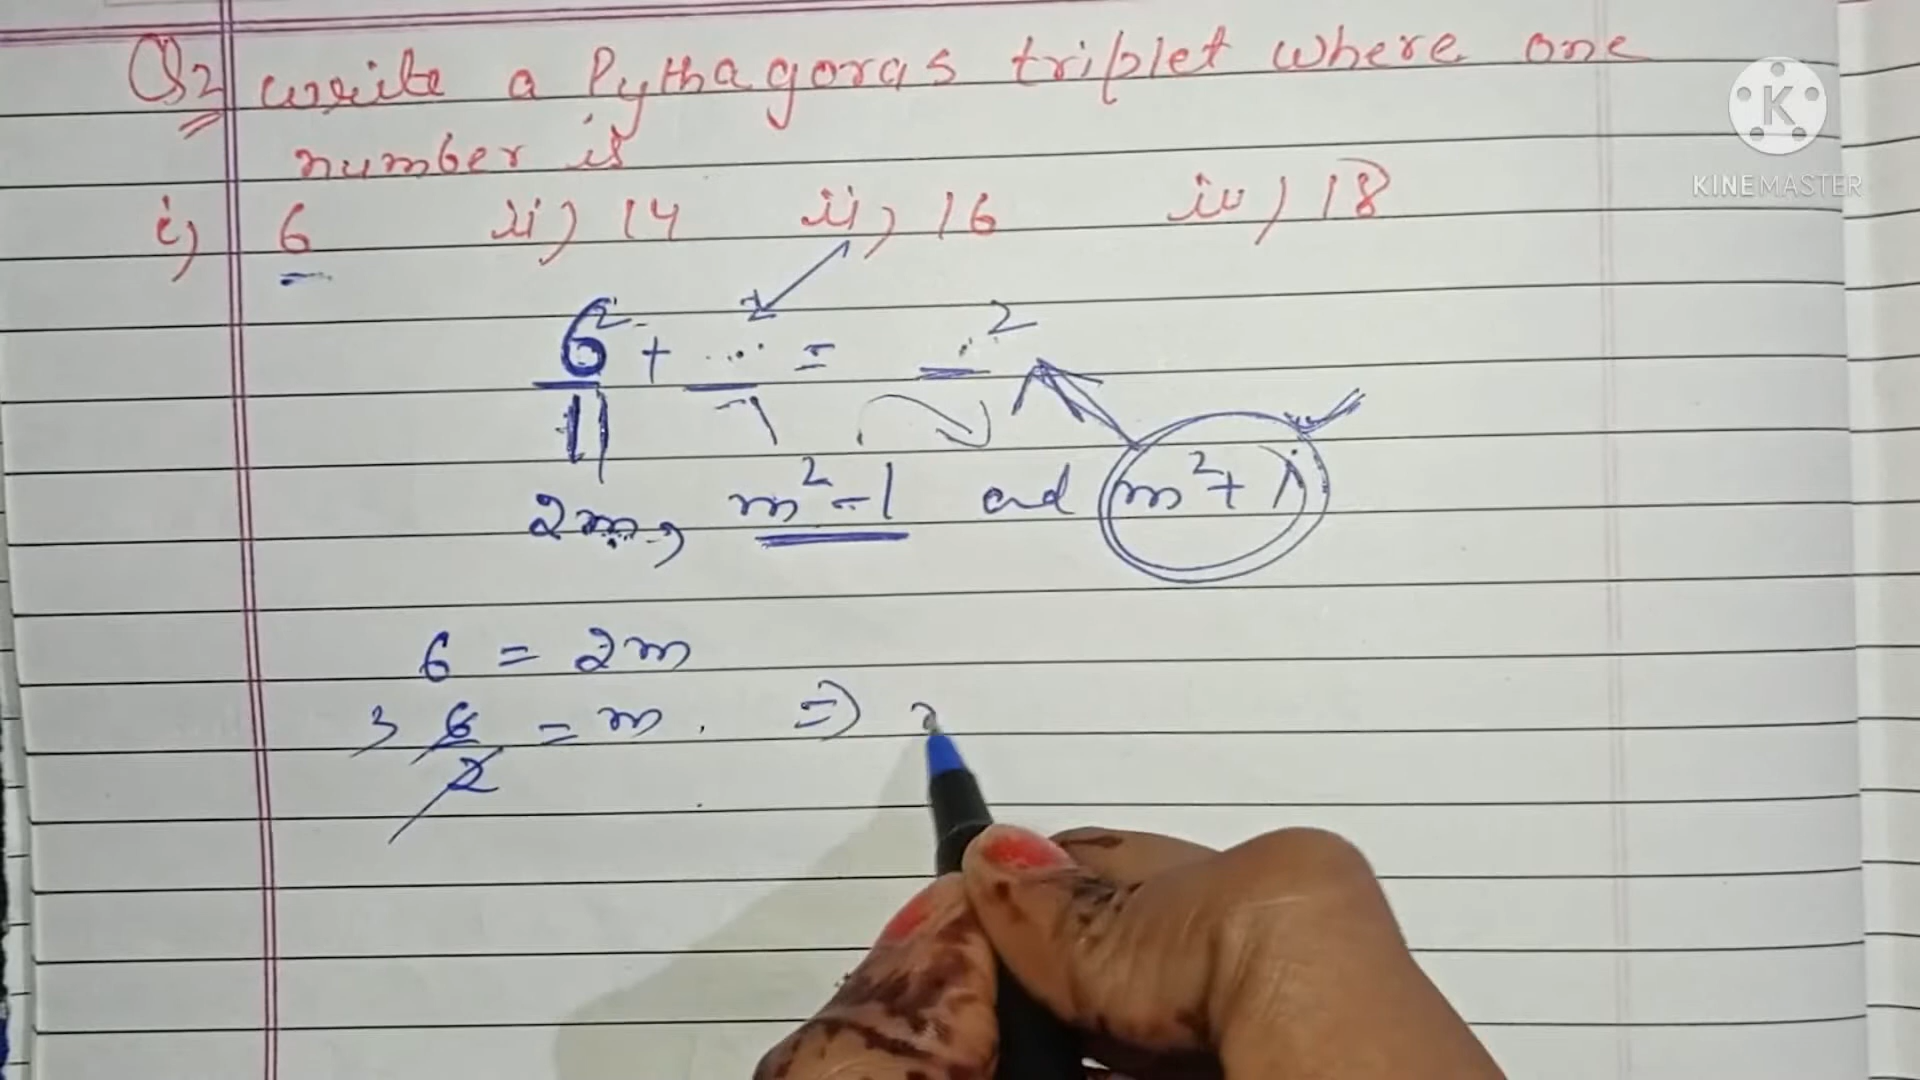 Q2 write a Pythagoras triplet where one
number is
i) 6 ii) 14 iii) 16 iv) 18
6² + ...² = ...²
2m, m² - 1 and m² + 1
6 = 2m
3 6/2 = m. ⇒
K
KINEMASTER